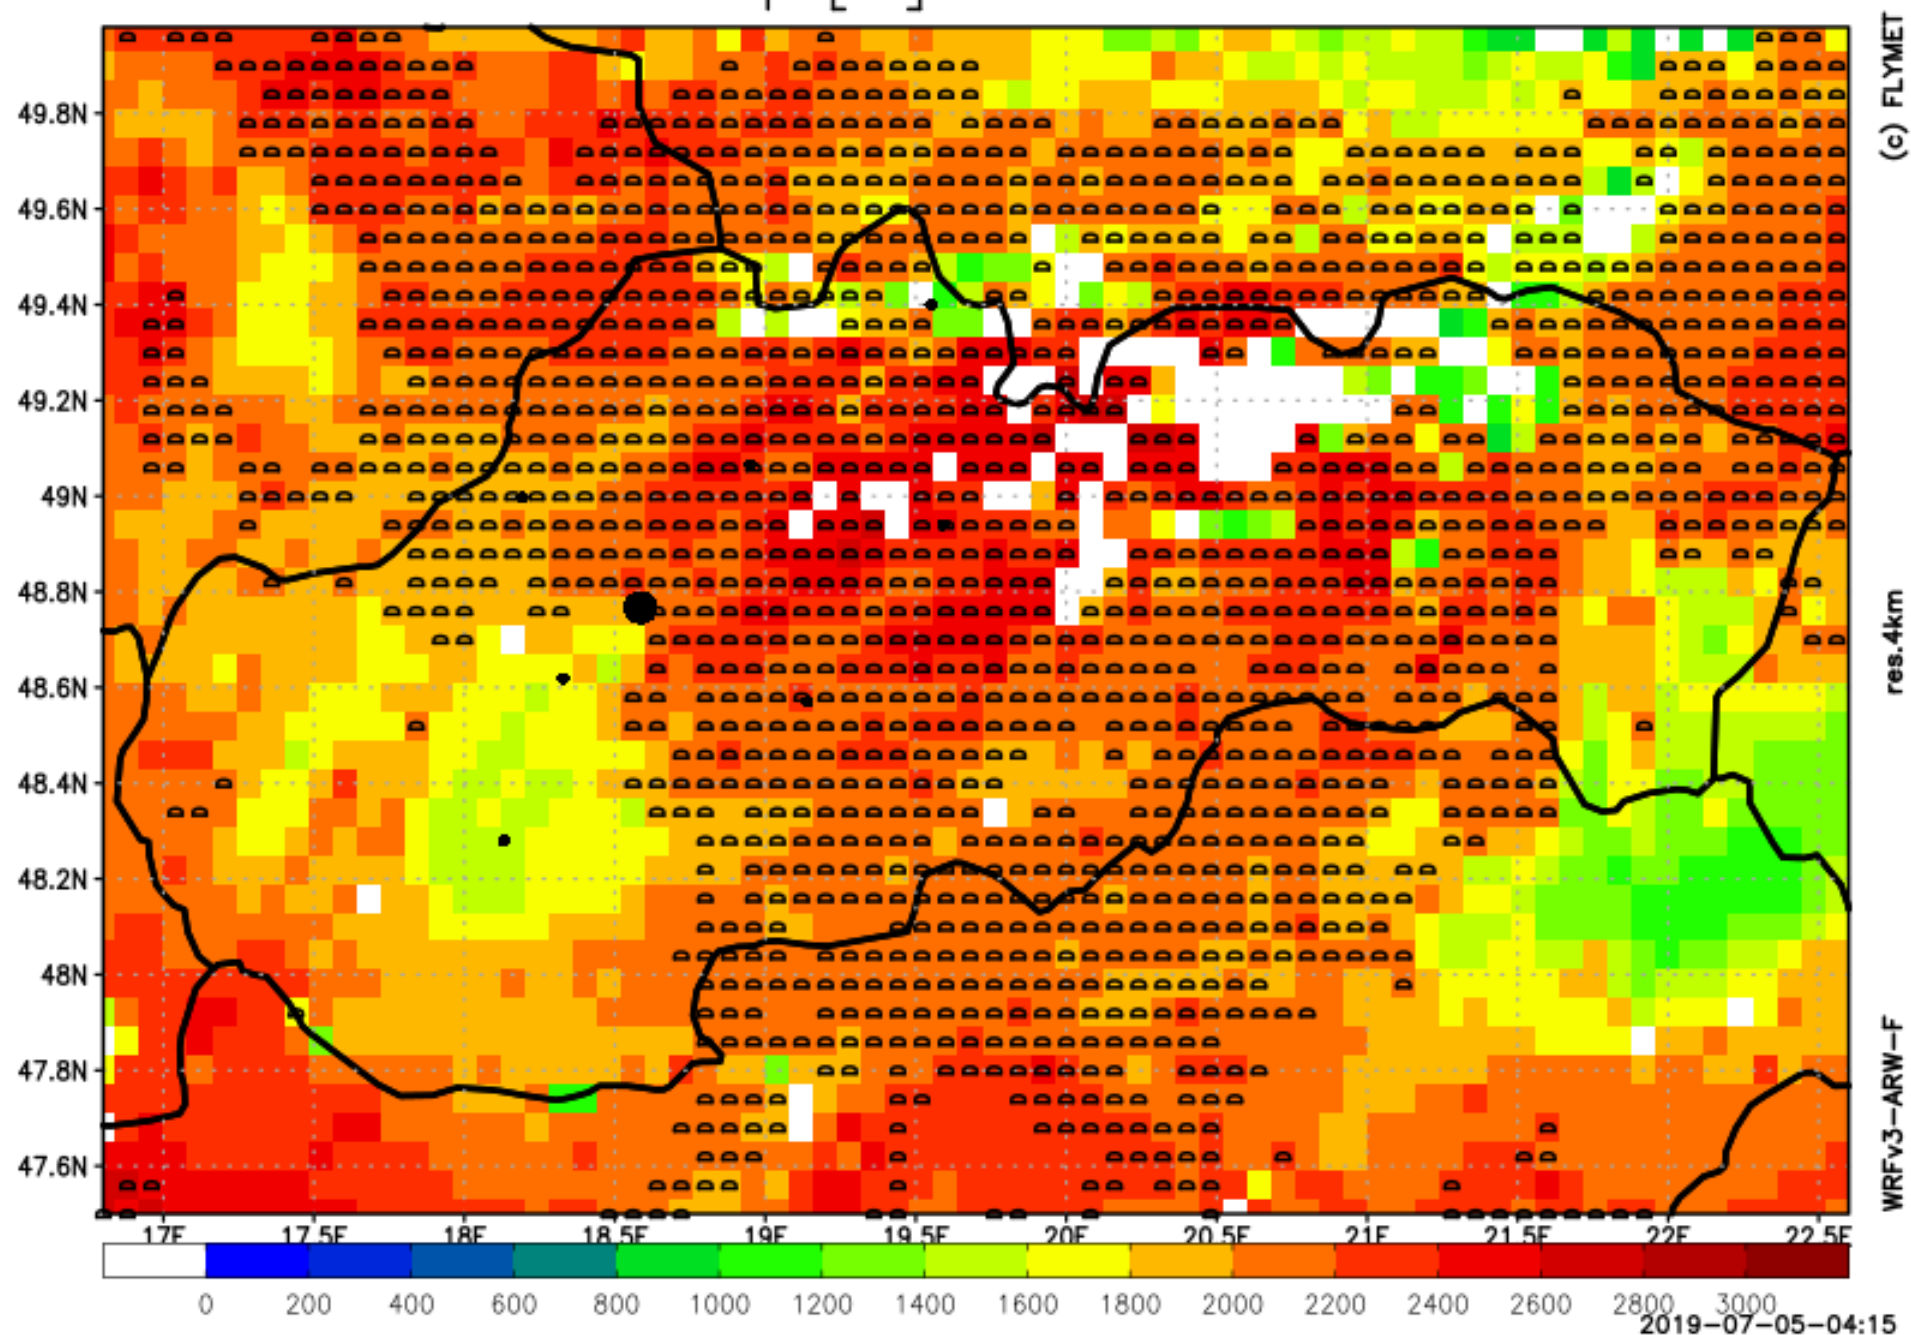 49.8N
49.6N
49.4N
49.2N
49N
48.8N
48.6N
48.4N
48.2N
48N
47.8N
47.6N
17E 17.5E 18E 18.5E 19E 19.5E 20E 20.5E 21E 21.5E 22E 22.5E
0 200 400 600 800 1000 1200 1400 1600 1800 2000 2200 2400 2600 2800 3000
2019-07-05-04:15
(c) FLYMET
res.4km
WRFv3-ARW-F